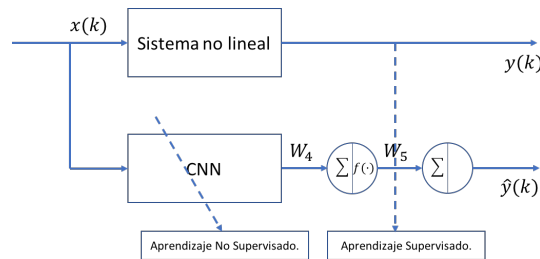 x(k)
Sistema no lineal
y(k)
CNN
W₄
∑ f(·)
W₅
∑
ŷ(k)
Aprendizaje No Supervisado.
Aprendizaje Supervisado.